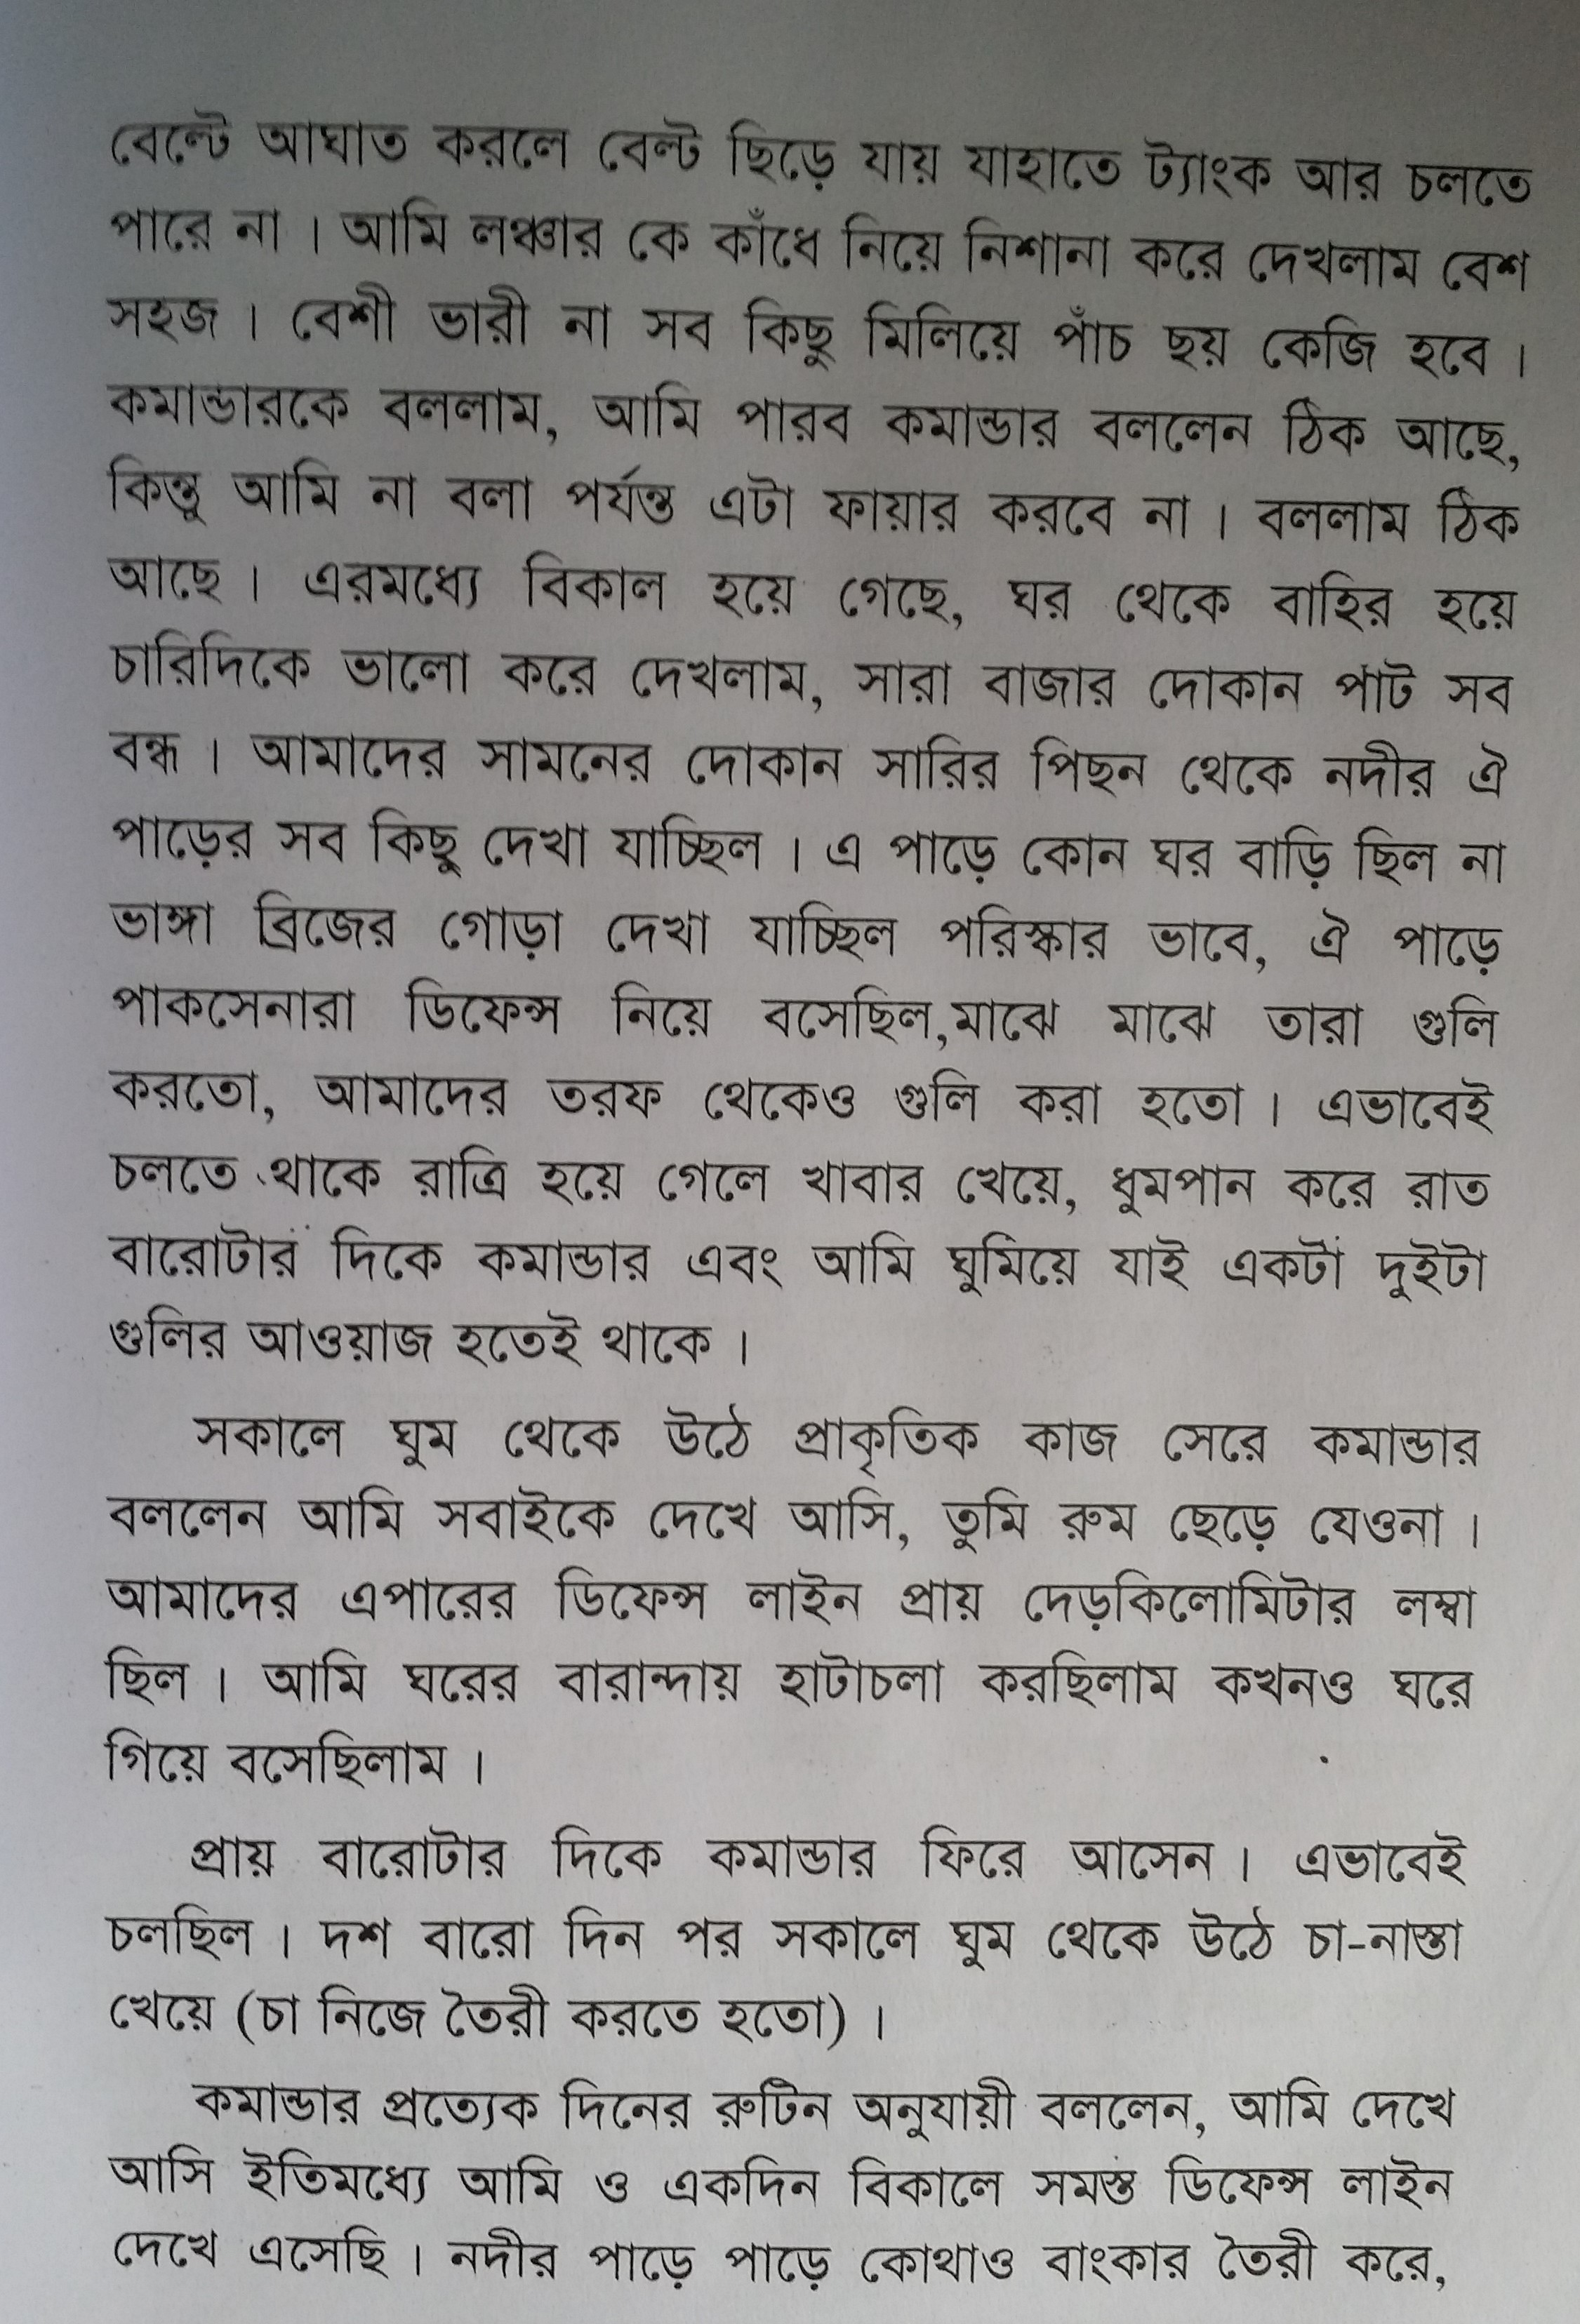 বেল্টে আঘাত করলে বেল্ট ছিড়ে যায় যাহাতে ট্যাংক আর চলতে
পারে না । আমি লঞ্চার কে কাঁধে নিয়ে নিশানা করে দেখলাম বেশ
সহজ । বেশী ভারী না সব কিছু মিলিয়ে পাঁচ ছয় কেজি হবে ।
কমান্ডারকে বললাম, আমি পারব কমান্ডার বললেন ঠিক আছে,
কিন্তু আমি না বলা পর্যন্ত এটা ফায়ার করবে না । বললাম ঠিক
আছে । এরমধ্যে বিকাল হয়ে গেছে, ঘর থেকে বাহির হয়ে
চারিদিকে ভালো করে দেখলাম, সারা বাজার দোকান পাট সব
বন্ধ । আমাদের সামনের দোকান সারির পিছন থেকে নদীর ঐ
পাড়ের সব কিছু দেখা যাচ্ছিল । এ পাড়ে কোন ঘর বাড়ি ছিল না
ভাঙ্গা ব্রিজের গোড়া দেখা যাচ্ছিল পরিস্কার ভাবে, ঐ পাড়ে
পাকসেনারা ডিফেন্স নিয়ে বসেছিল,মাঝে মাঝে তারা গুলি
করতো, আমাদের তরফ থেকেও গুলি করা হতো । এভাবেই
চলতে থাকে রাত্রি হয়ে গেলে খাবার খেয়ে, ধুমপান করে রাত
বারোটার দিকে কমান্ডার এবং আমি ঘুমিয়ে যাই একটা দুইটা
গুলির আওয়াজ হতেই থাকে ।
সকালে ঘুম থেকে উঠে প্রাকৃতিক কাজ সেরে কমান্ডার
বললেন আমি সবাইকে দেখে আসি, তুমি রুম ছেড়ে যেওনা ।
আমাদের এপারের ডিফেন্স লাইন প্রায় দেড়কিলোমিটার লম্বা
ছিল । আমি ঘরের বারান্দায় হাটাচলা করছিলাম কখনও ঘরে
গিয়ে বসেছিলাম ।
প্রায় বারোটার দিকে কমান্ডার ফিরে আসেন । এভাবেই
চলছিল । দশ বারো দিন পর সকালে ঘুম থেকে উঠে চা-নাস্তা
খেয়ে (চা নিজে তৈরী করতে হতো) ।
কমান্ডার প্রত্যেক দিনের রুটিন অনুযায়ী বললেন, আমি দেখে
আসি ইতিমধ্যে আমি ও একদিন বিকালে সমস্ত ডিফেন্স লাইন
দেখে এসেছি । নদীর পাড়ে পাড়ে কোথাও বাংকার তৈরী করে,